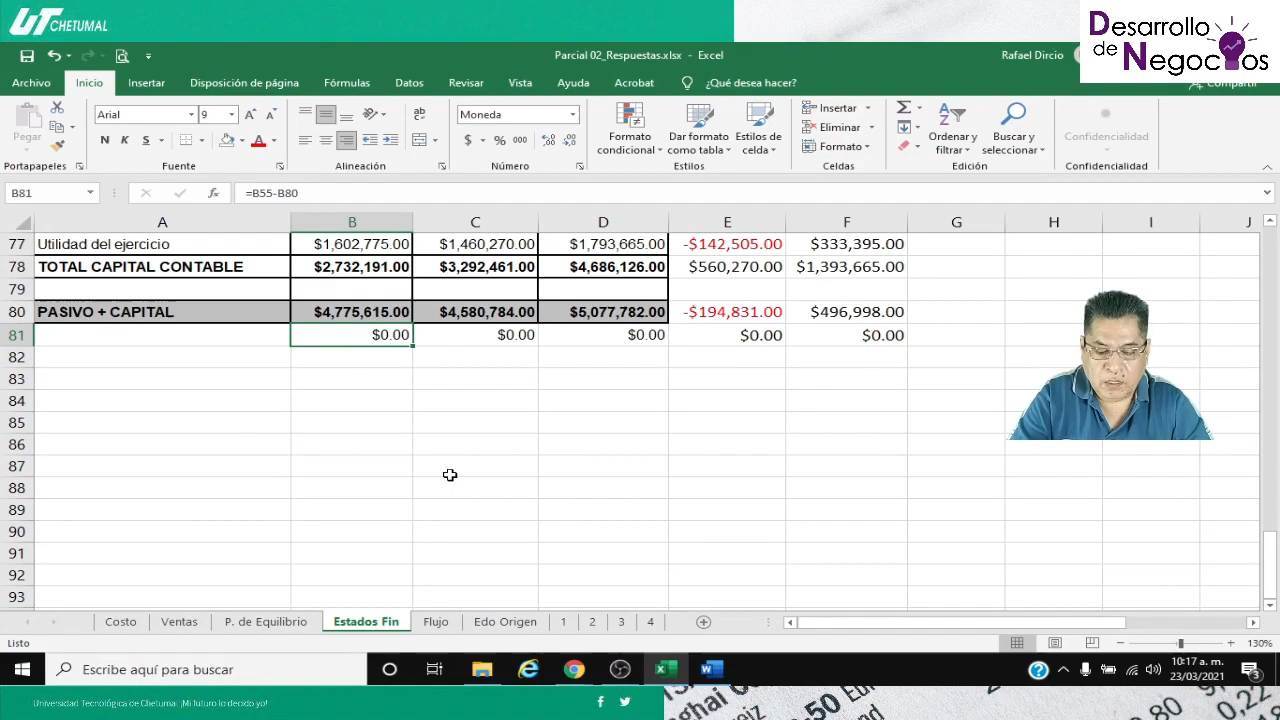 UT CHETUMAL
Desarrollo
de Negocios
Parcial 02_Respuestas.xlsx - Excel
Rafael Dircio
Archivo Inicio Insertar Disposición de página Fórmulas Datos Revisar Vista Ayuda Acrobat ¿Qué desea hacer? Compartir
Pegar
Arial 9
N K S
ab
Moneda
$ % 000
Formato condicional
Dar formato como tabla
Estilos de celda
Insertar
Eliminar
Formato
Ordenar y filtrar
Buscar y seleccionar
Confidencialidad
Portapapeles Fuente Alineación Número Estilos Celdas Edición Confidencialidad
B81 fx =B55-B80
A B C D E F G H I J
77 Utilidad del ejercicio $1,602,775.00 $1,460,270.00 $1,793,665.00 -$142,505.00 $333,395.00
78 TOTAL CAPITAL CONTABLE $2,732,191.00 $3,292,461.00 $4,686,126.00 $560,270.00 $1,393,665.00
79
80 PASIVO + CAPITAL $4,775,615.00 $4,580,784.00 $5,077,782.00 -$194,831.00 $496,998.00
81 $0.00 $0.00 $0.00 $0.00 $0.00
82
83
84
85
86
87
88
89
90
91
92
93
Costo Ventas P. de Equilibrio Estados Fin Flujo Edo Origen 1 2 3 4
Listo 130%
Escribe aquí para buscar
10:17 a. m.
23/03/2021
3
Universidad Tecnológica de Chetumal ¡Mi futuro lo decido yo!